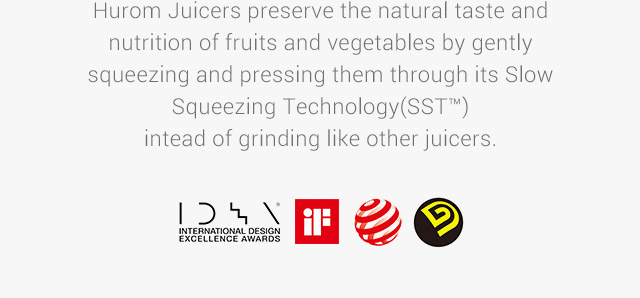 Hurom Juicers preserve the natural taste and
nutrition of fruits and vegetables by gently
squeezing and pressing them through its Slow
Squeezing Technology(SST™)
intead of grinding like other juicers.
IDEA®
INTERNATIONAL DESIGN
EXCELLENCE AWARDS
iF